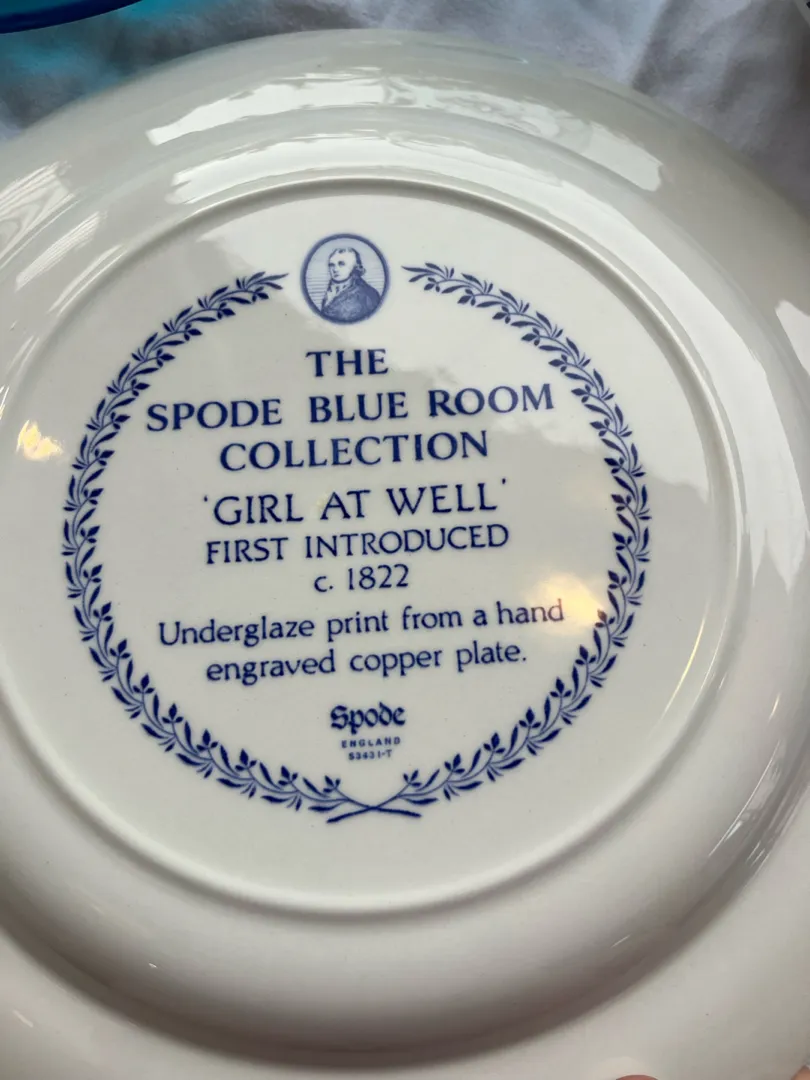 THE
SPODE BLUE ROOM
COLLECTION
'GIRL AT WELL'
FIRST INTRODUCED
c. 1822
Underglaze print from a hand
engraved copper plate.
Spode
ENGLAND
S3431-T